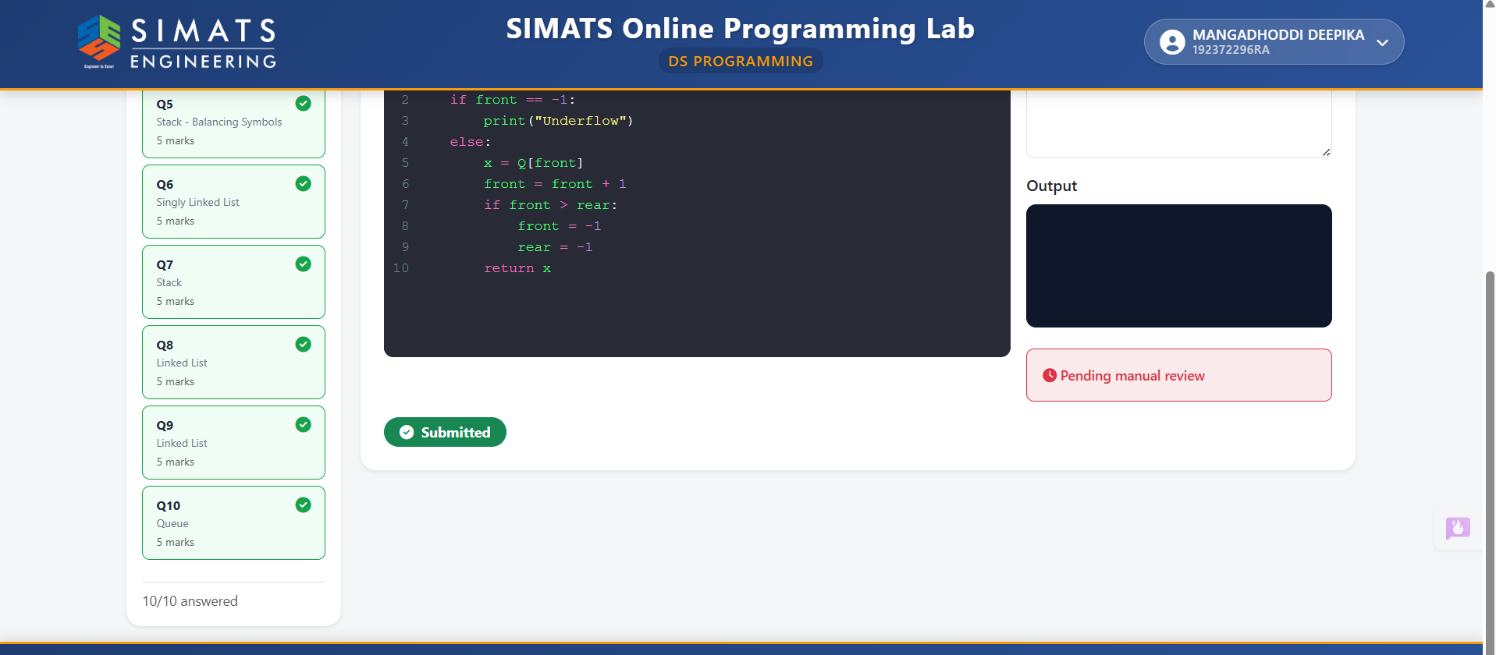 SIMATS
ENGINEERING
Engineer to Excel
SIMATS Online Programming Lab
DS PROGRAMMING
MANGADHODDI DEEPIKA
192372296RA
Q5
Stack - Balancing Symbols
5 marks
Q6
Singly Linked List
5 marks
Q7
Stack
5 marks
Q8
Linked List
5 marks
Q9
Linked List
5 marks
Q10
Queue
5 marks
10/10 answered
2 if front == -1:
3 print("Underflow")
4 else:
5 x = Q[front]
6 front = front + 1
7 if front > rear:
8 front = -1
9 rear = -1
10 return x
Submitted
Output
Pending manual review